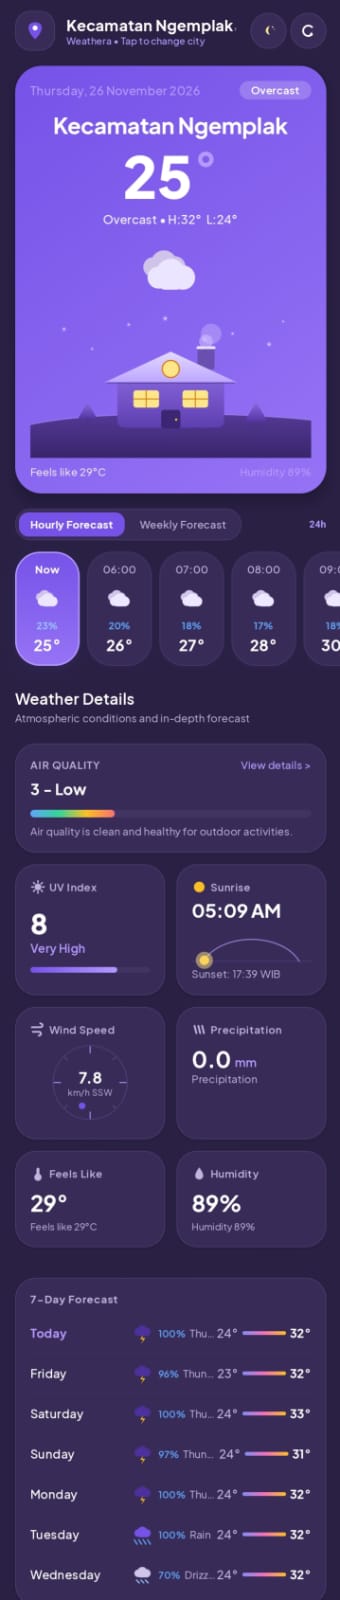 Kecamatan Ngemplak
Weathera • Tap to change city
Thursday, 26 November 2026
Overcast
Kecamatan Ngemplak
25°
Overcast • H:32° L:24°
Feels like 29°C
Humidity 89%
Hourly Forecast
Weekly Forecast
24h
Now 06:00 07:00 08:00 09:0
23% 20% 18% 17% 18%
25° 26° 27° 28° 30
Weather Details
Atmospheric conditions and in-depth forecast
AIR QUALITY
View details >
3 - Low
Air quality is clean and healthy for outdoor activities.
UV Index
8
Very High
Sunrise
05:09 AM
Sunset: 17:39 WIB
Wind Speed
7.8
km/h SSW
Precipitation
0.0 mm
Precipitation
Feels Like
29°
Feels like 29°C
Humidity
89%
Humidity 89%
7-Day Forecast
Today 100% Thu... 24° 32°
Friday 96% Thun... 23° 32°
Saturday 100% Thu... 24° 33°
Sunday 97% Thun... 24° 31°
Monday 100% Thu... 24° 32°
Tuesday 100% Rain 24° 32°
Wednesday 70% Drizz... 24° 32°